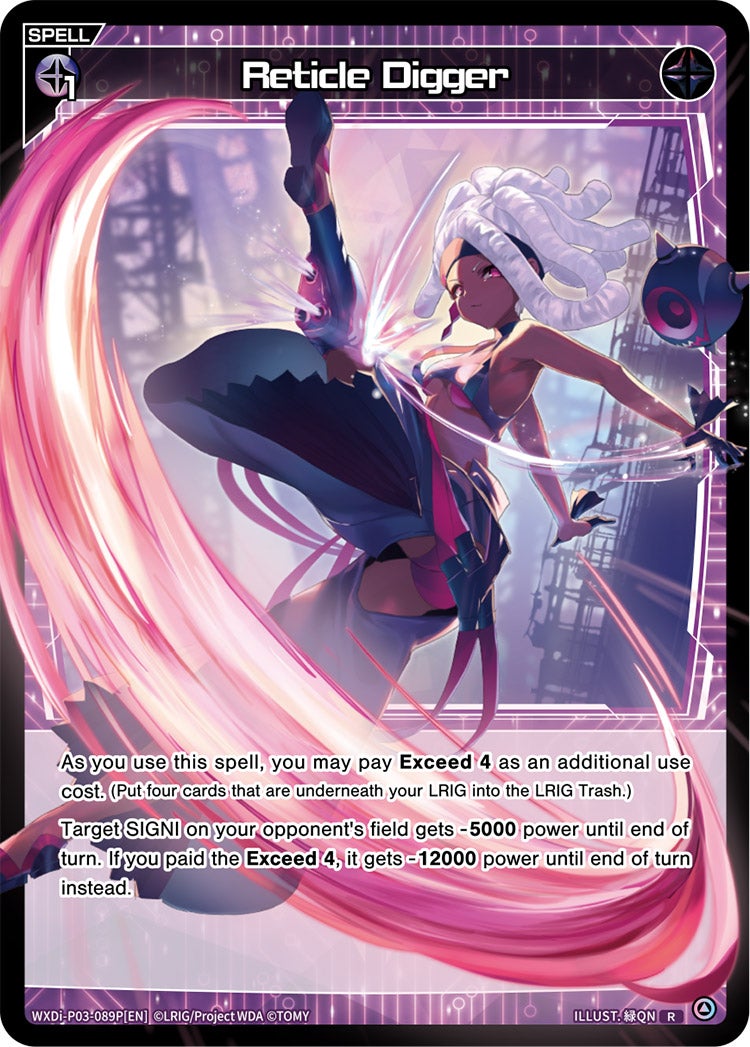 SPELL
1
Reticle Digger
As you use this spell, you may pay Exceed 4 as an additional use
cost. (Put four cards that are underneath your LRIG into the LRIG Trash.)
Target SIGNI on your opponent's field gets -5000 power until end of
turn. If you paid the Exceed 4, it gets -12000 power until end of turn
instead.
WXDi-P03-089P[EN] ©LRIG/Project WDA ©TOMY
ILLUST. 緑QN R